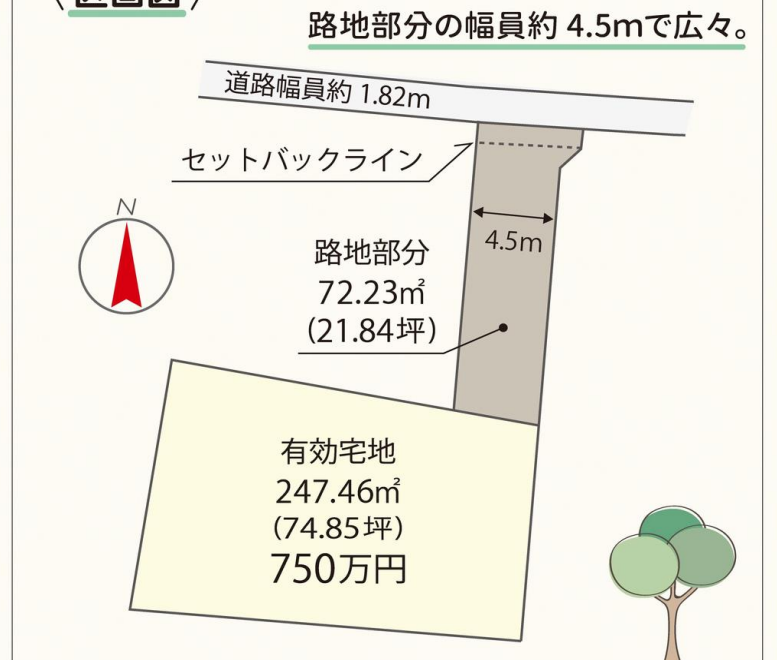 路地部分の幅員約 4.5mで広々。
道路幅員約 1.82m
セットバックライン
N
4.5m
路地部分
72.23㎡
(21.84坪)
有効宅地
247.46㎡
(74.85坪)
750万円